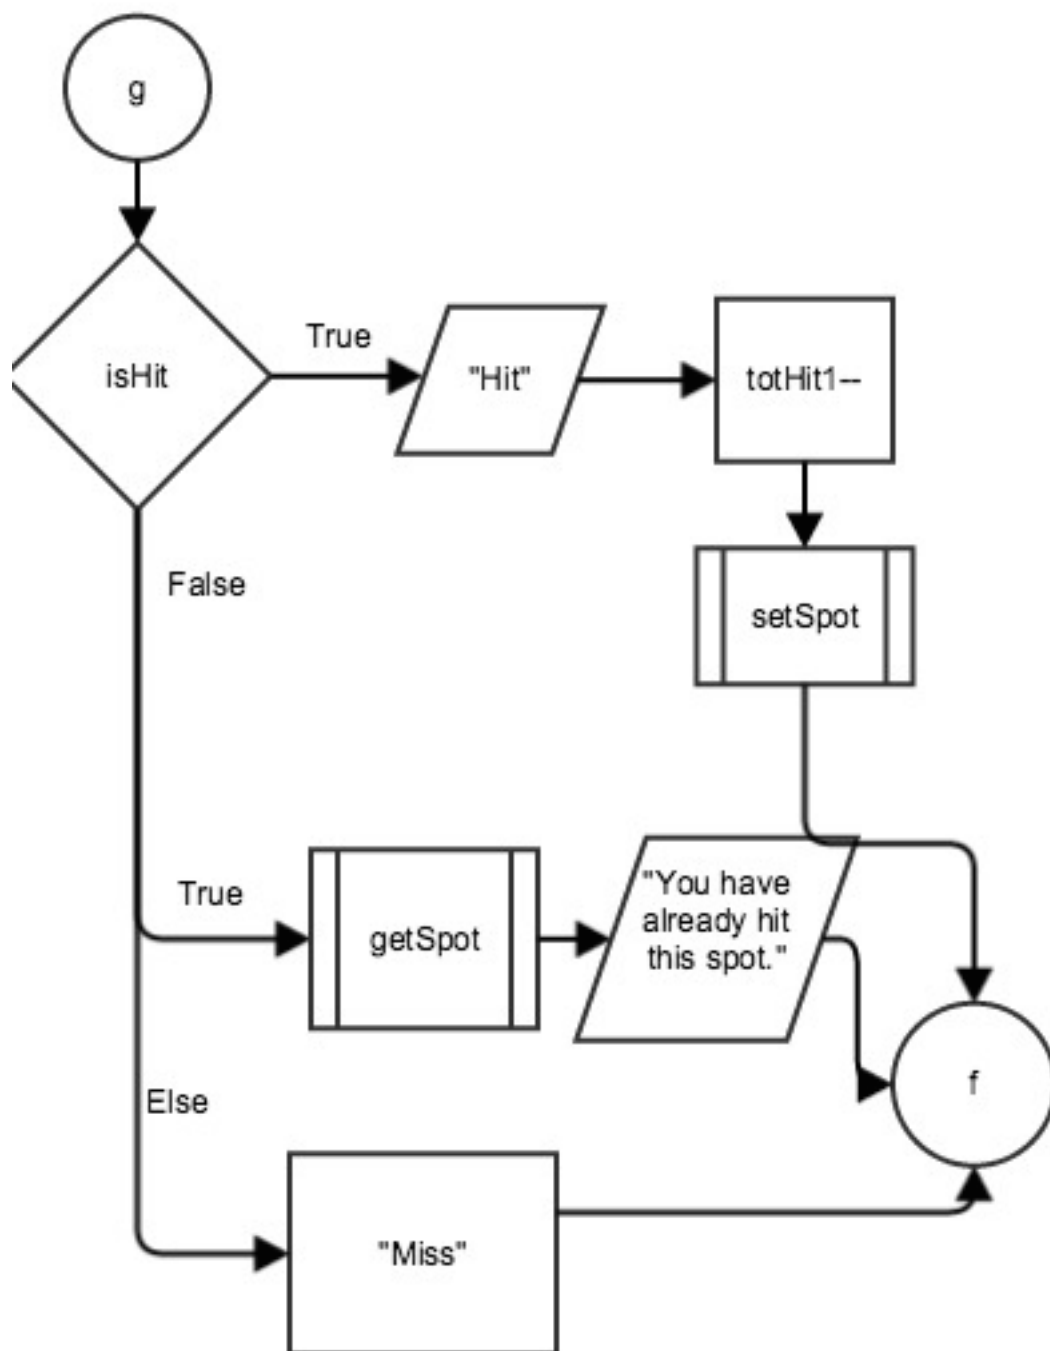 g
isHit
True
"Hit"
totHit1--
False
setSpot
True
getSpot
"You have
already hit
this spot."
f
Else
"Miss"